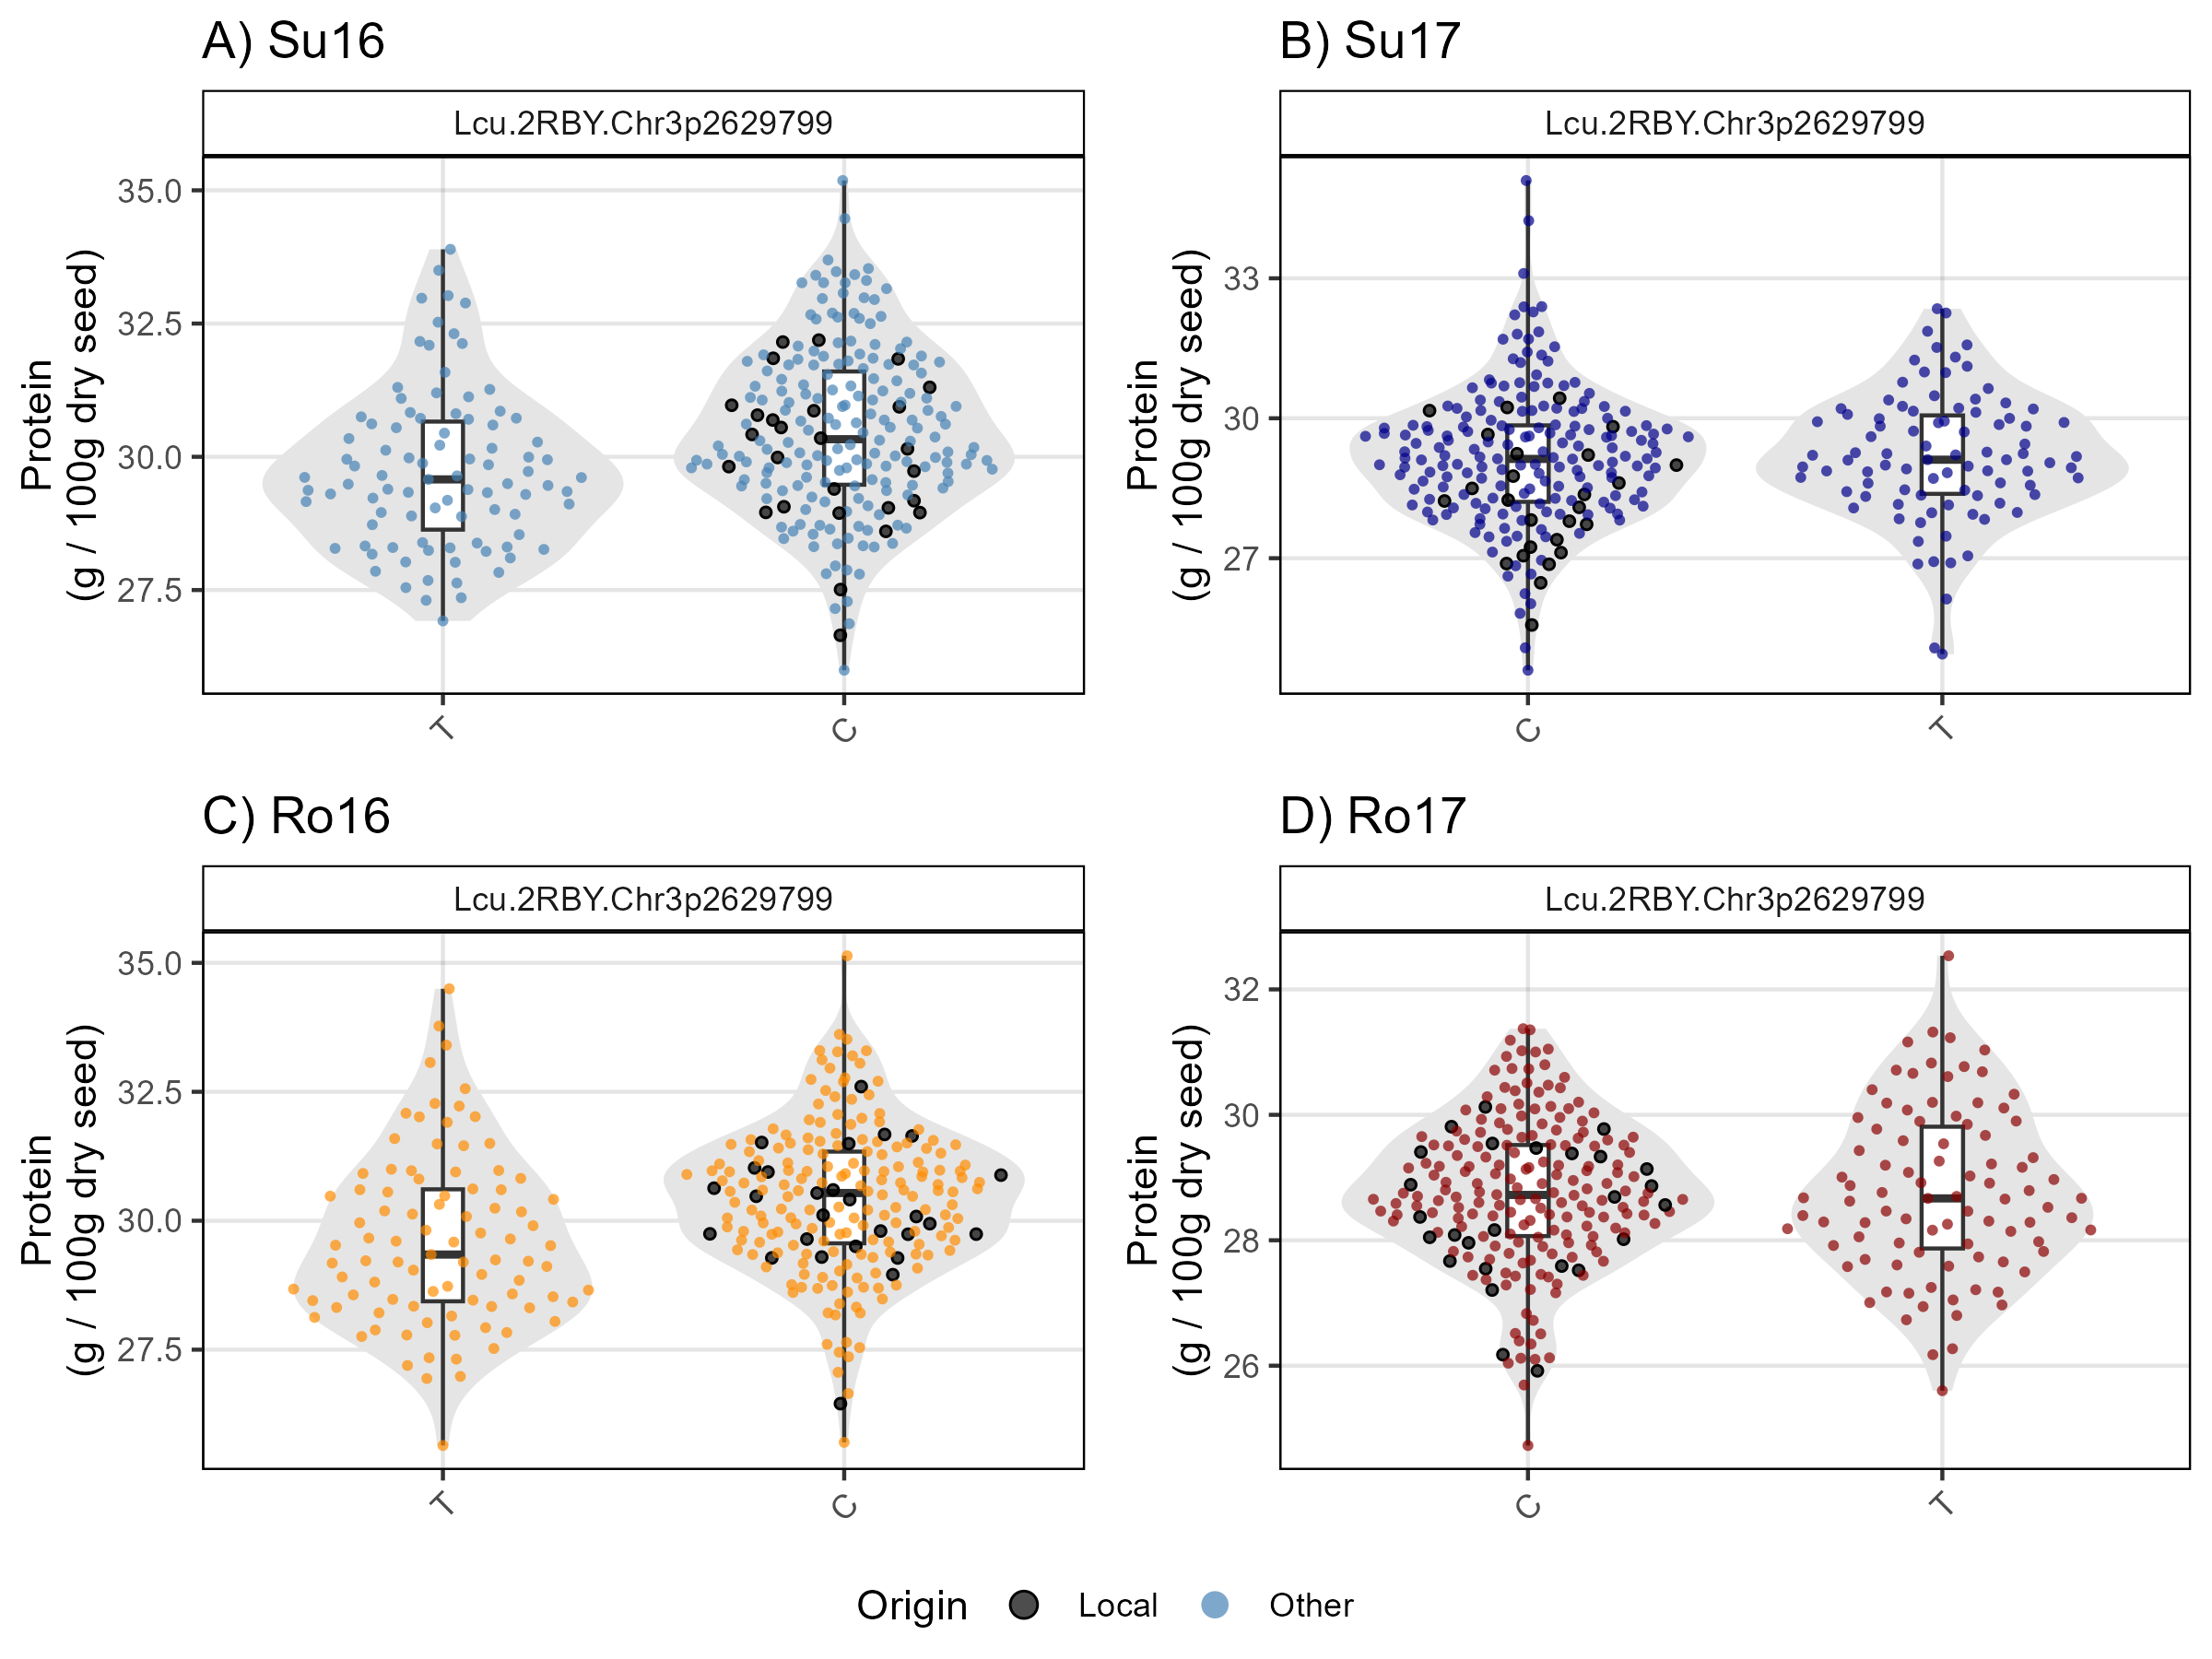 A) Su16
Lcu.2RBY.Chr3p2629799
Protein
(g / 100g dry seed)
35.0
32.5
30.0
27.5
T
C
B) Su17
Lcu.2RBY.Chr3p2629799
Protein
(g / 100g dry seed)
33
30
27
C
T
C) Ro16
Lcu.2RBY.Chr3p2629799
Protein
(g / 100g dry seed)
35.0
32.5
30.0
27.5
T
C
D) Ro17
Lcu.2RBY.Chr3p2629799
Protein
(g / 100g dry seed)
32
30
28
26
C
T
Origin Local Other